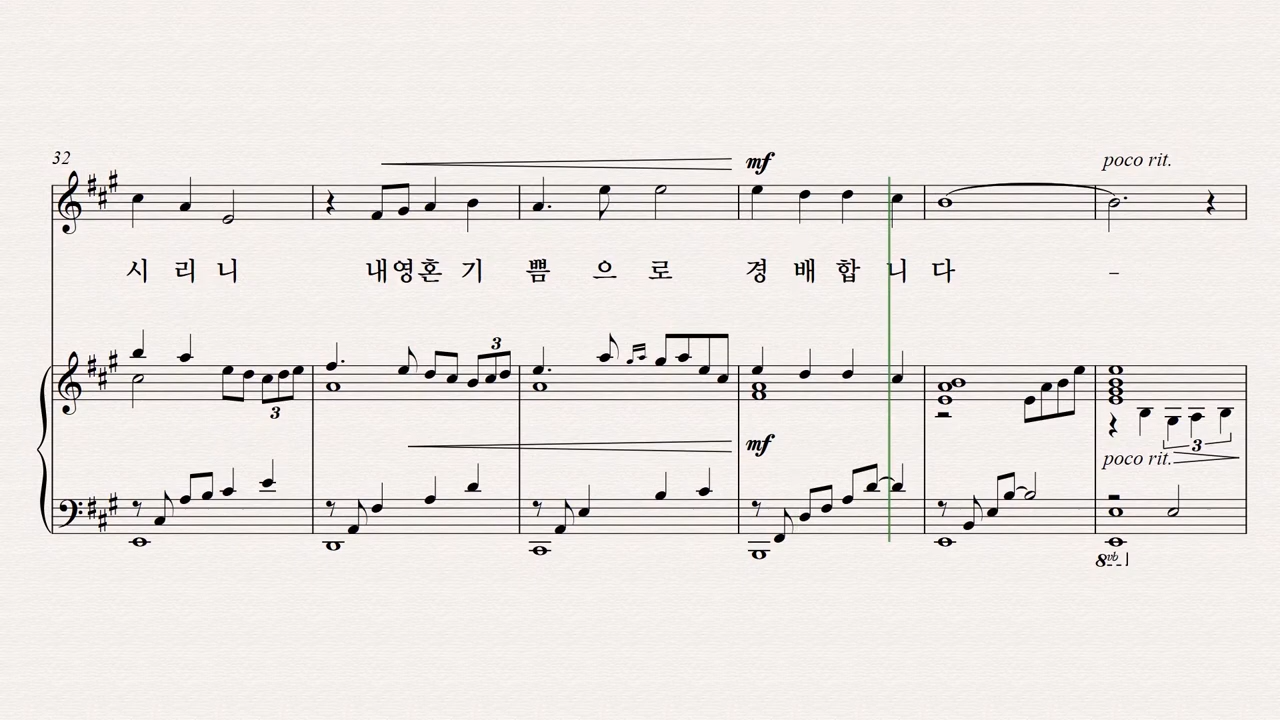 32
mf
poco rit.
시 리 니 내 영 혼 기 쁨 으 로 경 배 합 니 다 –
3 3 3
mf
poco rit.
3
8vb